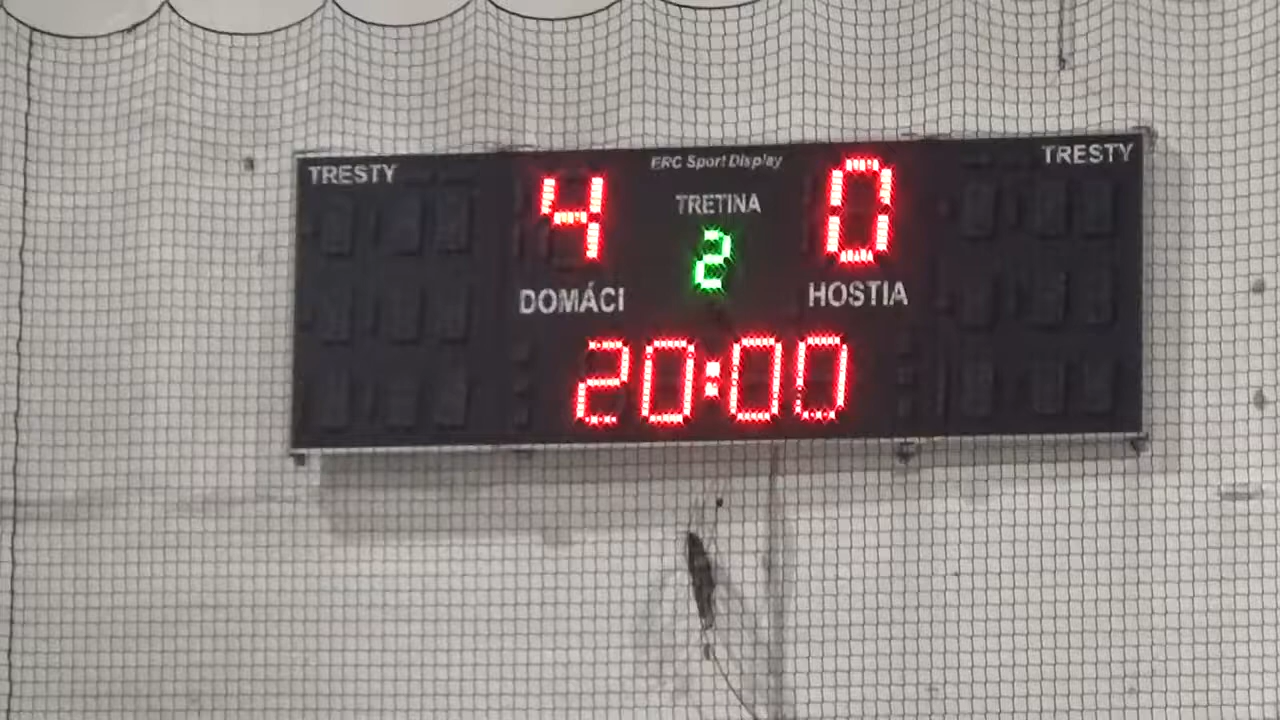 ERC Sport Display
TRESTY
TRESTY
4
TRETINA
0
2
DOMÁCI
HOSTIA
20:00